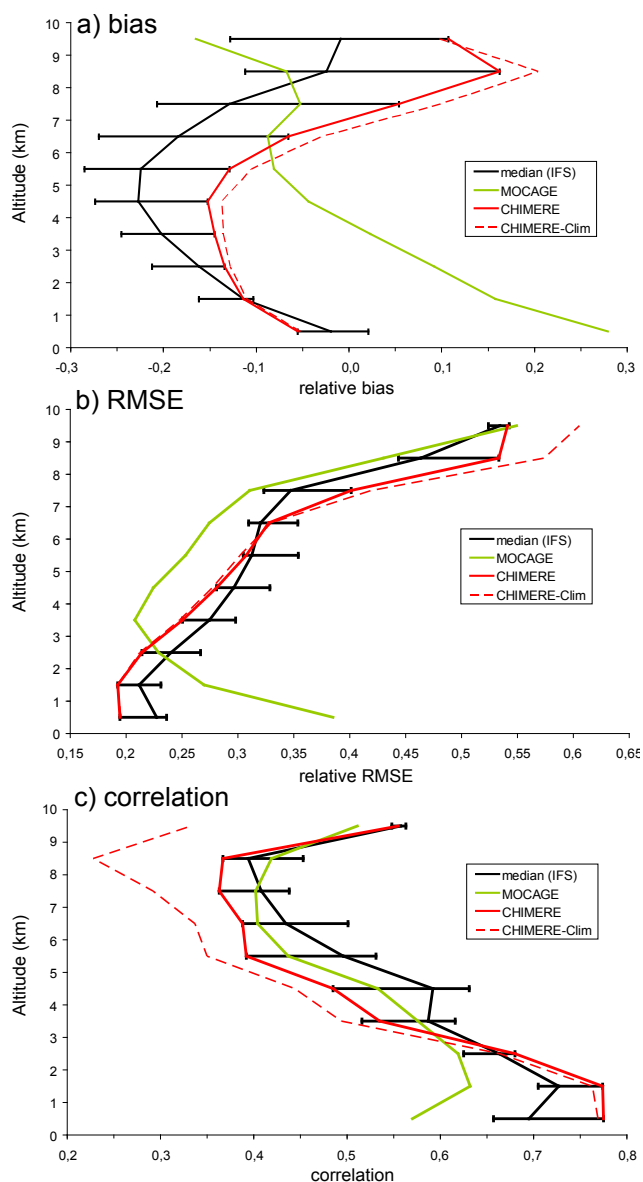 a) bias
10
9
8
7
6
5
4
3
2
1
0
Altitude (km)
median (IFS)
MOCAGE
CHIMERE
CHIMERE-Clim
-0,3 -0,2 -0,1 0,0 0,1 0,2 0,3
relative bias
b) RMSE
10
9
8
7
6
5
4
3
2
1
0
Altitude (km)
median (IFS)
MOCAGE
CHIMERE
CHIMERE-Clim
0,15 0,2 0,25 0,3 0,35 0,4 0,45 0,5 0,55 0,6 0,65
relative RMSE
c) correlation
10
9
8
7
6
5
4
3
2
1
0
Altitude (km)
median (IFS)
MOCAGE
CHIMERE
CHIMERE-Clim
0,2 0,3 0,4 0,5 0,6 0,7 0,8
correlation